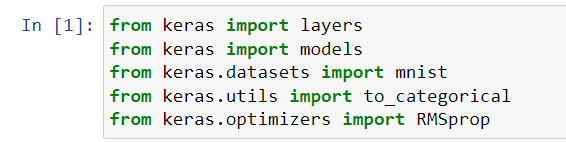 In [1]: from keras import layers
from keras import models
from keras.datasets import mnist
from keras.utils import to_categorical
from keras.optimizers import RMSprop